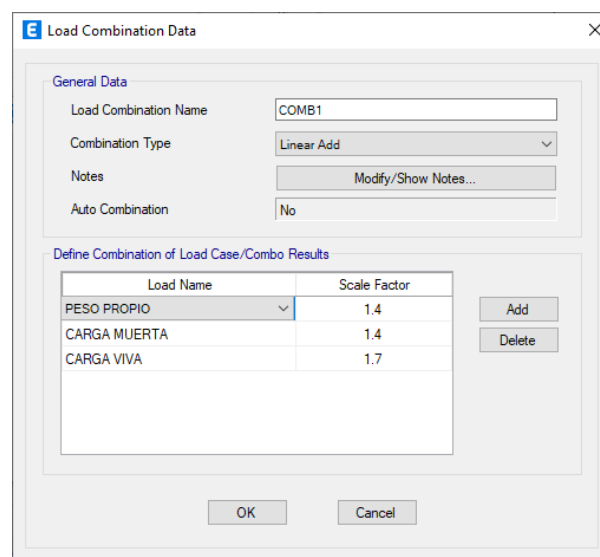 E Load Combination Data
General Data
Load Combination Name COMB1
Combination Type Linear Add
Notes Modify/Show Notes...
Auto Combination No
Define Combination of Load Case/Combo Results
Load Name Scale Factor
PESO PROPIO 1.4 Add
CARGA MUERTA 1.4 Delete
CARGA VIVA 1.7
OK Cancel